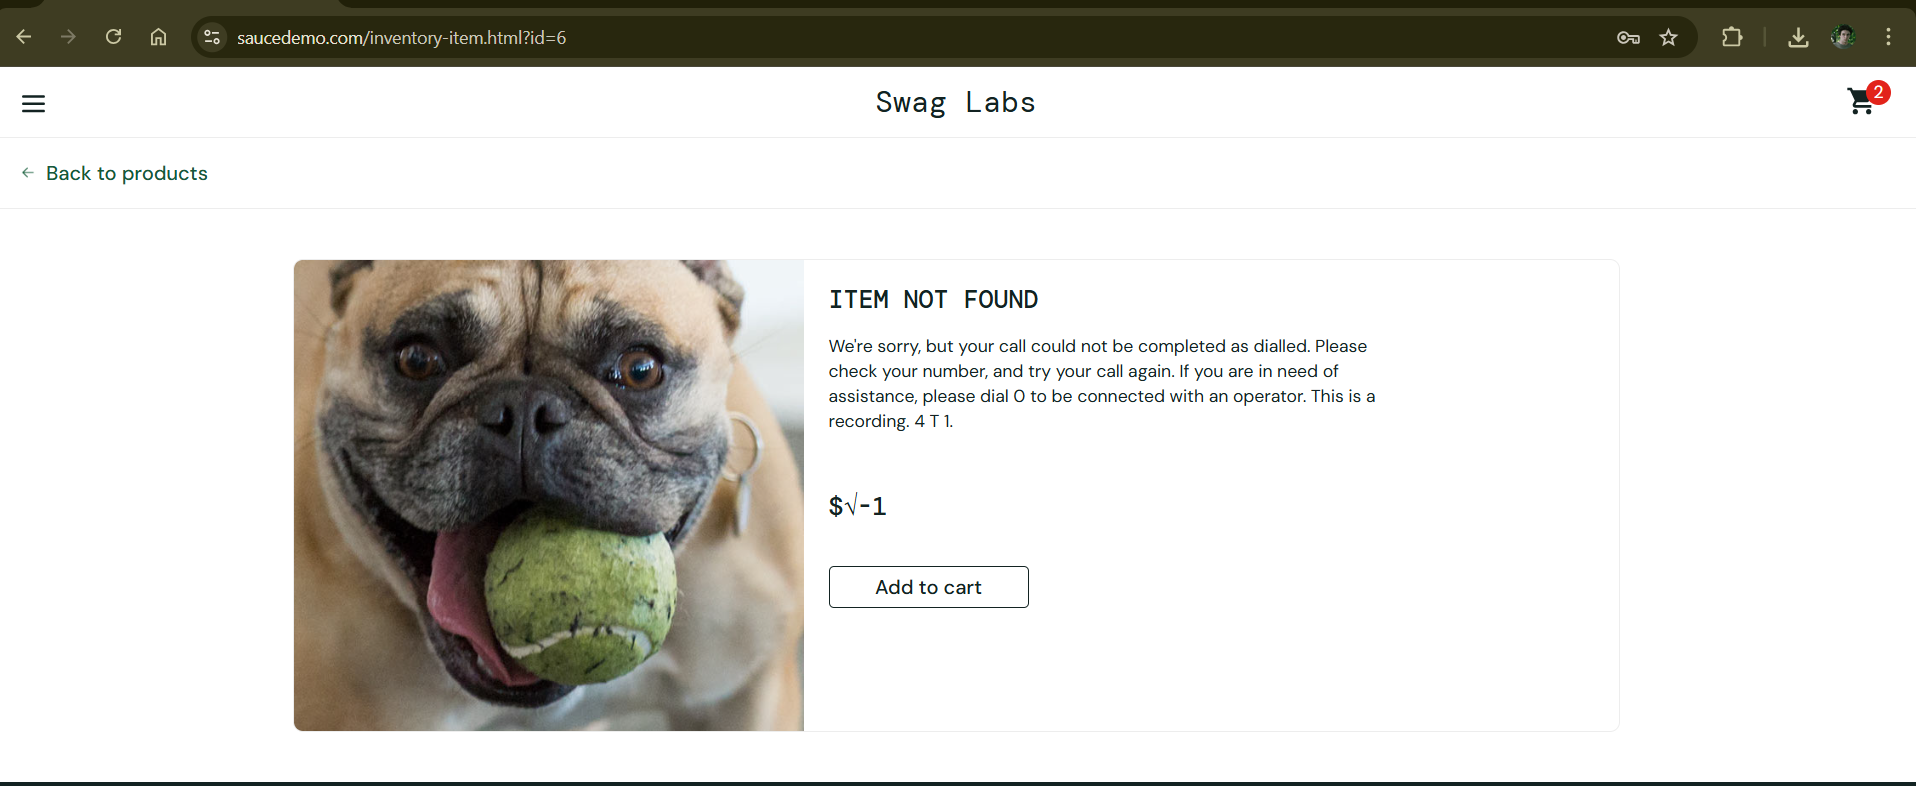 saucedemo.com/inventory-item.html?id=6
Swag Labs
2
Back to products
ITEM NOT FOUND
We're sorry, but your call could not be completed as dialled. Please
check your number, and try your call again. If you are in need of
assistance, please dial 0 to be connected with an operator. This is a
recording. 4 T 1.
$√-1
Add to cart